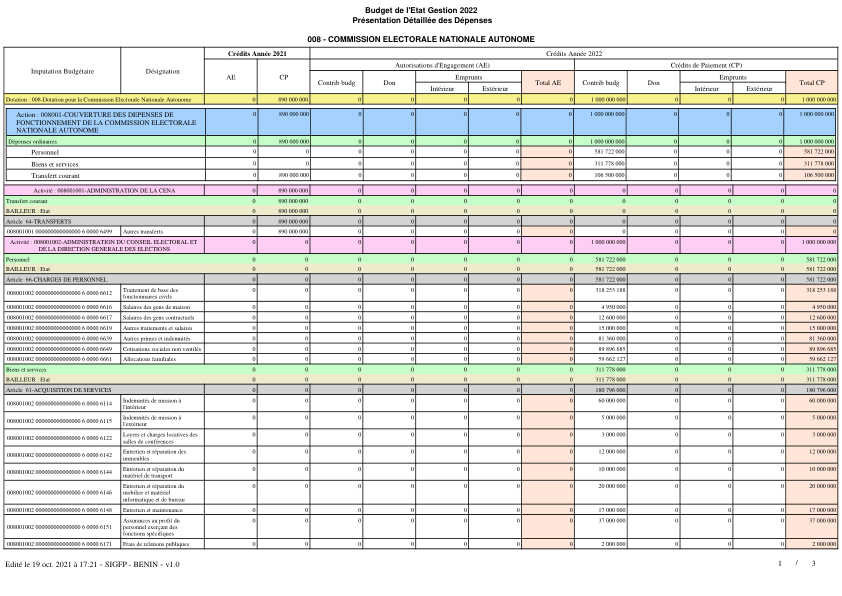 Budget de l'Etat Gestion 2022
Présentation Détaillée des Dépenses
008 - COMMISSION ELECTORALE NATIONALE AUTONOME
Imputation Budgétaire Désignation Crédits Année 2021 Crédits Année 2022
AE CP Autorisations d'Engagement (AE) Crédits de Paiement (CP)
Contrib budg Don Emprunts Total AE Contrib budg Don Emprunts Total CP
Intérieur Extérieur Intérieur Extérieur
Dotation : 008-Dotation pour la Commission Electorale Nationale Autonome 0 890 000 000 0 0 0 0 0 1 000 000 000 0 0 0 1 000 000 000
Action : 008001-COUVERTURE DES DEPENSES DE 0 890 000 000 0 0 0 0 0 1 000 000 000 0 0 0 1 000 000 000
FONCTIONNEMENT DE LA COMMISSION ELECTORALE
NATIONALE AUTONOME
Dépenses ordinaires 0 890 000 000 0 0 0 0 0 1 000 000 000 0 0 0 1 000 000 000
Personnel 0 0 0 0 0 0 0 581 722 000 0 0 0 581 722 000
Biens et services 0 0 0 0 0 0 0 311 778 000 0 0 0 311 778 000
Transfert courant 0 890 000 000 0 0 0 0 0 106 500 000 0 0 0 106 500 000
Activité : 008001001-ADMINISTRATION DE LA CENA 0 890 000 000 0 0 0 0 0 0 0 0 0 0
Transfert courant 0 890 000 000 0 0 0 0 0 0 0 0 0 0
BAILLEUR : Etat 0 890 000 000 0 0 0 0 0 0 0 0 0 0
Article 64-TRANSFERTS 0 890 000 000 0 0 0 0 0 0 0 0 0 0
008001001 0000000000000000 6 0000 6499 Autres transferts 0 890 000 000 0 0 0 0 0 0 0 0 0 0
Activité : 008001002-ADMINISTRATION DU CONSEIL ELECTORAL ET 0 0 0 0 0 0 0 1 000 000 000 0 0 0 1 000 000 000
DE LA DIRECTION GENERALE DES ELECTIONS
Personnel 0 0 0 0 0 0 0 581 722 000 0 0 0 581 722 000
BAILLEUR : Etat 0 0 0 0 0 0 0 581 722 000 0 0 0 581 722 000
Article 66-CHARGES DE PERSONNEL 0 0 0 0 0 0 0 581 722 000 0 0 0 581 722 000
008001002 0000000000000000 6 0000 6612 Traitement de base des 0 0 0 0 0 0 0 318 253 188 0 0 0 318 253 188
fonctionnaires civils
008001002 0000000000000000 6 0000 6616 Salaires des gens de maison 0 0 0 0 0 0 0 4 950 000 0 0 0 4 950 000
008001002 0000000000000000 6 0000 6617 Salaires des gens contractuels 0 0 0 0 0 0 0 12 600 000 0 0 0 12 600 000
008001002 0000000000000000 6 0000 6629 Autres traitements et salaires 0 0 0 0 0 0 0 15 000 000 0 0 0 15 000 000
008001002 0000000000000000 6 0000 6639 Autres primes et indemnités 0 0 0 0 0 0 0 81 360 000 0 0 0 81 360 000
008001002 0000000000000000 6 0000 6649 Cotisations sociales non ventilés 0 0 0 0 0 0 0 89 896 685 0 0 0 89 896 685
008001002 0000000000000000 6 0000 6661 Allocations familiales 0 0 0 0 0 0 0 59 662 127 0 0 0 59 662 127
Biens et services 0 0 0 0 0 0 0 311 778 000 0 0 0 311 778 000
BAILLEUR : Etat 0 0 0 0 0 0 0 311 778 000 0 0 0 311 778 000
Article 61-ACQUISITION DE SERVICES 0 0 0 0 0 0 0 180 796 000 0 0 0 180 796 000
008001002 0000000000000000 6 0000 6114 Indemnités de mission à 0 0 0 0 0 0 0 60 000 000 0 0 0 60 000 000
l'intérieur
008001002 0000000000000000 6 0000 6115 Indemnités de mission à 0 0 0 0 0 0 0 5 000 000 0 0 0 5 000 000
l'extérieur
008001002 0000000000000000 6 0000 6122 Loyers et charges locatives des 0 0 0 0 0 0 0 3 000 000 0 0 0 3 000 000
salles de conférences
008001002 0000000000000000 6 0000 6142 Entretien et réparation des 0 0 0 0 0 0 0 12 000 000 0 0 0 12 000 000
immeubles
008001002 0000000000000000 6 0000 6144 Entretien et réparation du 0 0 0 0 0 0 0 10 000 000 0 0 0 10 000 000
matériel de transport
008001002 0000000000000000 6 0000 6146 Entretien et réparation du 0 0 0 0 0 0 0 20 000 000 0 0 0 20 000 000
mobilier et matériel
informatique et de bureau
008001002 0000000000000000 6 0000 6148 Entretien et maintenance 0 0 0 0 0 0 0 17 000 000 0 0 0 17 000 000
008001002 0000000000000000 6 0000 6151 Assurances au profit du 0 0 0 0 0 0 0 37 000 000 0 0 0 37 000 000
personnel exerçant des
fonctions spécifiques
008001002 0000000000000000 6 0000 6171 Frais de relations publiques 0 0 0 0 0 0 0 2 000 000 0 0 0 2 000 000
Edité le 19 oct. 2021 à 17:21 - SIGFP - BENIN - v1.0 1 / 3